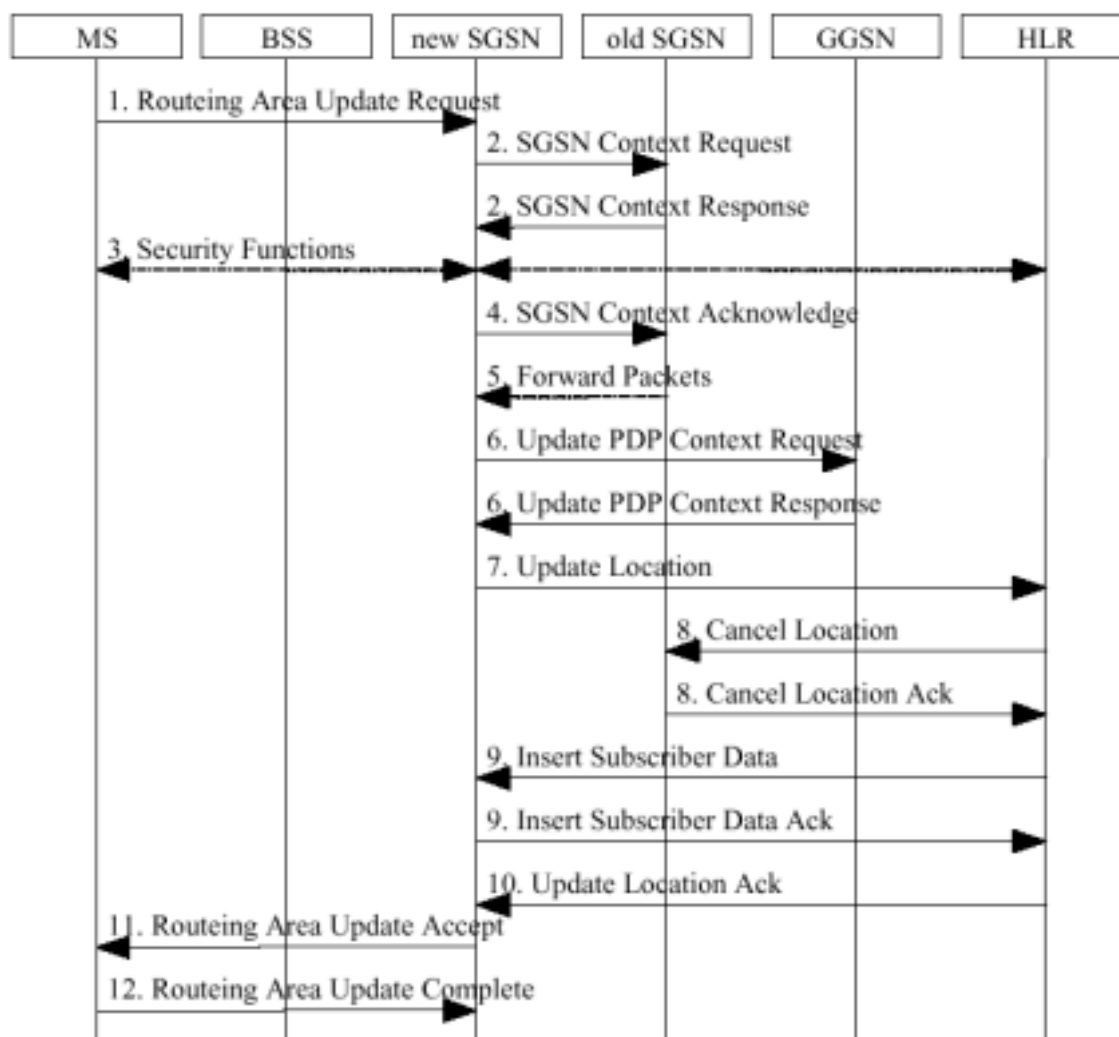 MS BSS new SGSN old SGSN GGSN HLR
1. Routeing Area Update Request
2. SGSN Context Request
2. SGSN Context Response
3. Security Functions
4. SGSN Context Acknowledge
5. Forward Packets
6. Update PDP Context Request
6. Update PDP Context Response
7. Update Location
8. Cancel Location
8. Cancel Location Ack
9. Insert Subscriber Data
9. Insert Subscriber Data Ack
10. Update Location Ack
11. Routeing Area Update Accept
12. Routeing Area Update Complete